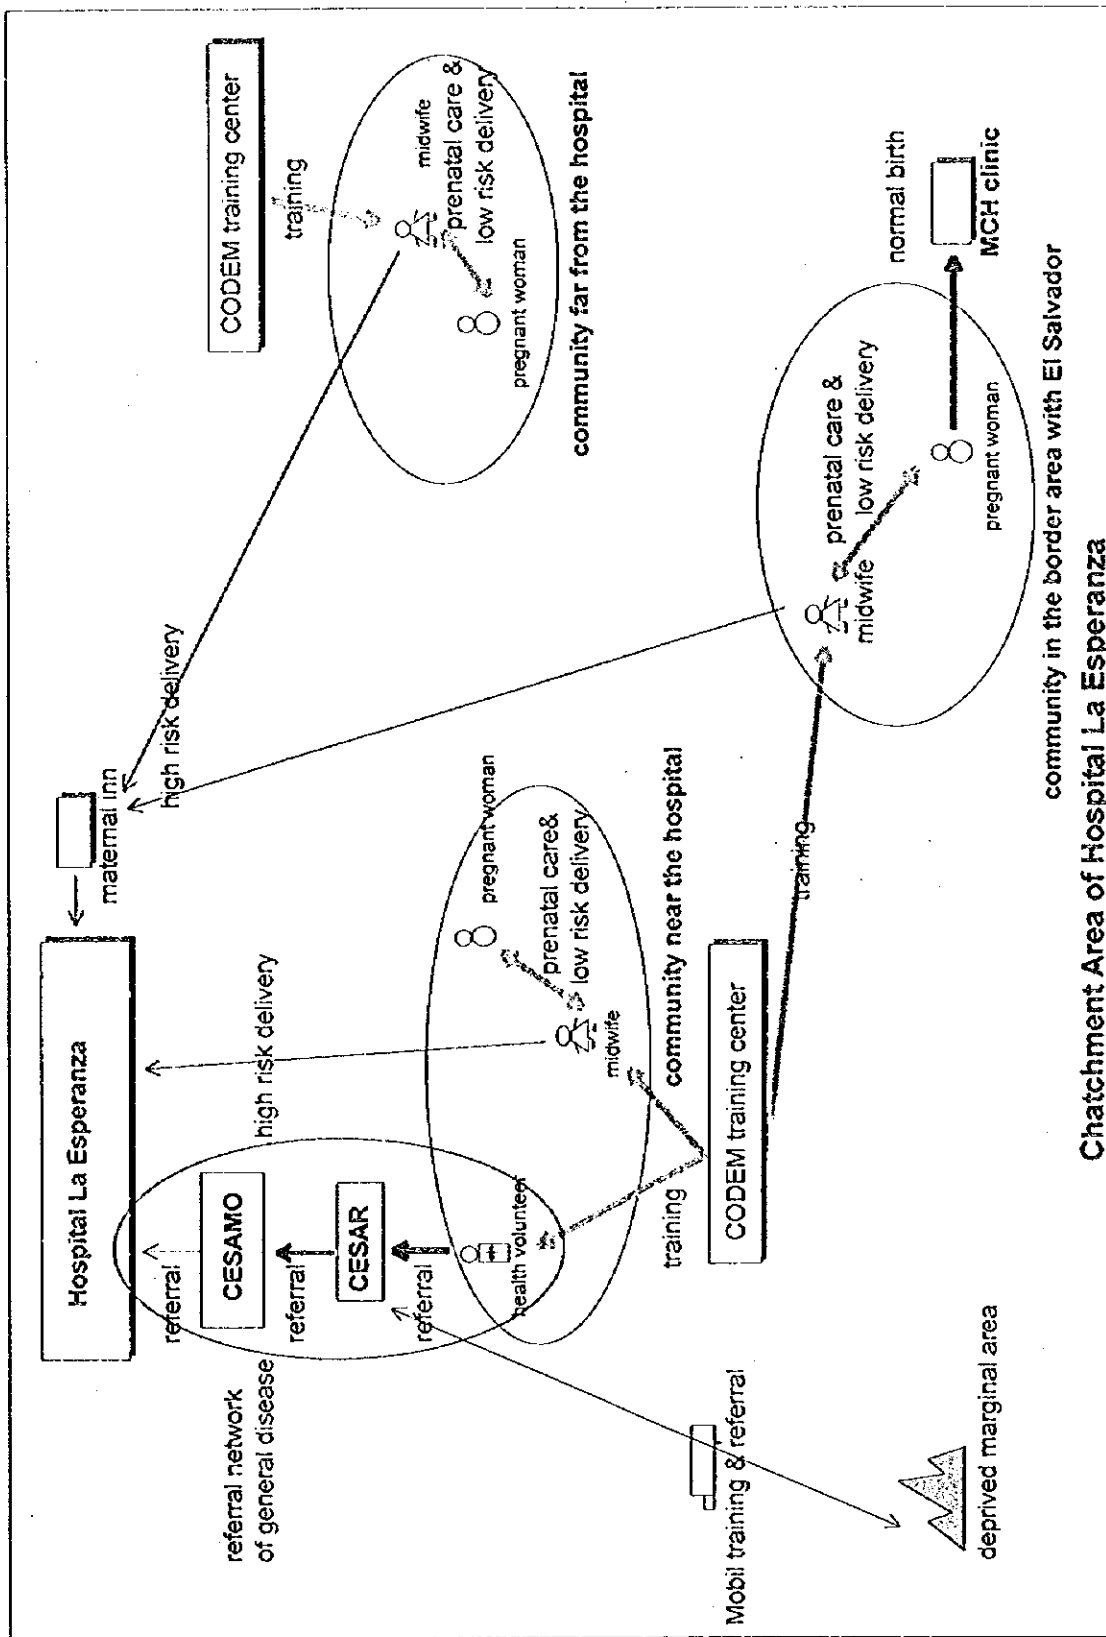 Hospital La Esperanza
maternal inn
high risk delivery
CODEM training center
training
midwife
prenatal care &
low risk delivery
pregnant woman
community far from the hospital
referral network
of general disease
referral
CESAMO
referral
CESAR
referral
health volunteer
high risk delivery
pregnant woman
prenatal care&
low risk delivery
midwife
community near the hospital
training
CODEM training center
training
Mobil training & referral
deprived marginal area
midwife
prenatal care &
low risk delivery
pregnant woman
normal birth
MCH clinic
community in the border area with El Salvador
Chatchment Area of Hospital La Esperanza